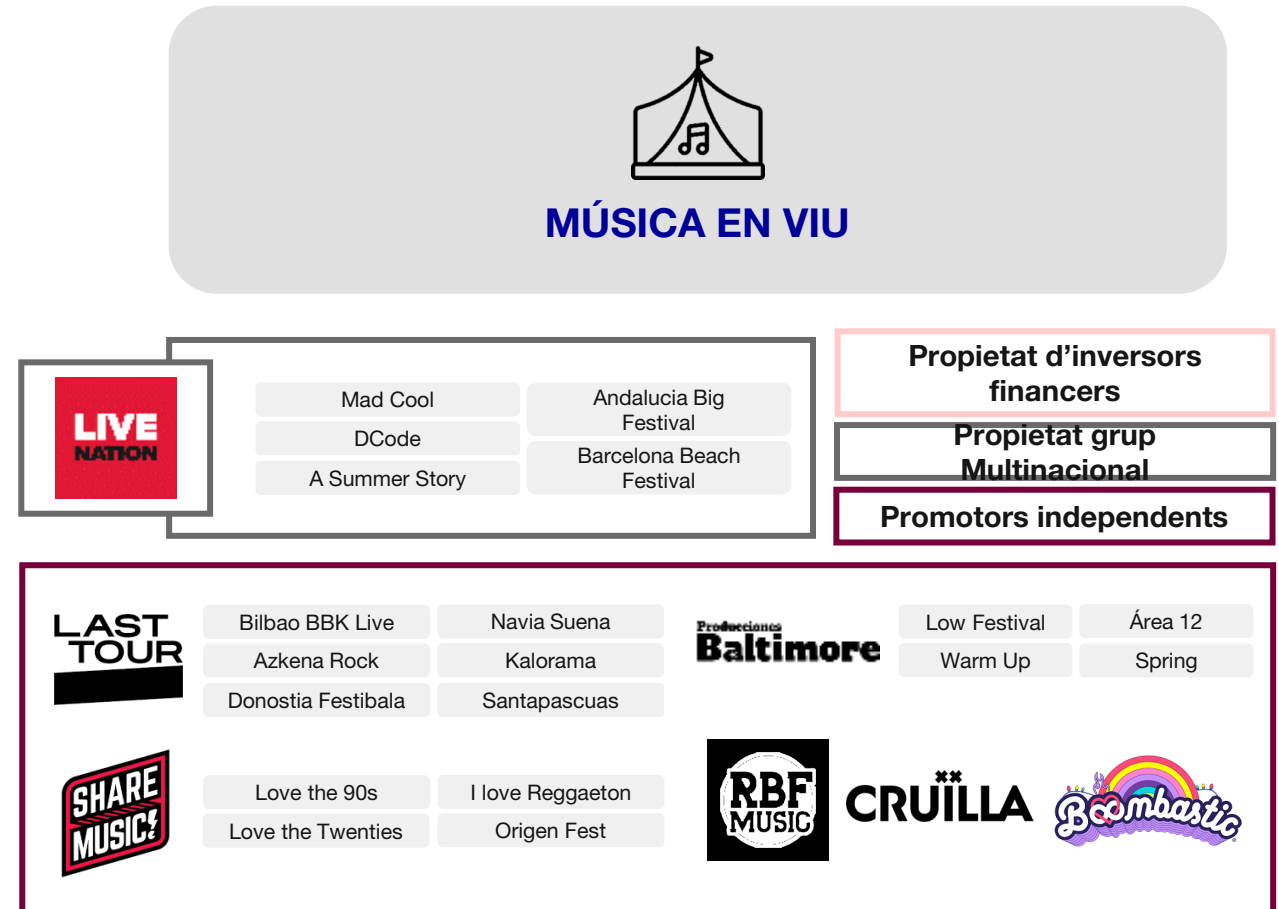 MÚSICA EN VIU
LIVE
NATION
Mad Cool
DCode
A Summer Story
Andalucia Big
Festival
Barcelona Beach
Festival
Propietat d’inversors
financers
Propietat grup
Multinacional
Promotors independents
LAST
TOUR
Bilbao BBK Live
Azkena Rock
Donostia Festibala
Navia Suena
Kalorama
Santapascuas
Producciones
Baltimore
Low Festival
Warm Up
Área 12
Spring
SHARE
MUSIC!
Love the 90s
Love the Twenties
I love Reggaeton
Origen Fest
RBF
MUSIC
CRUÏLLA
Boombastic